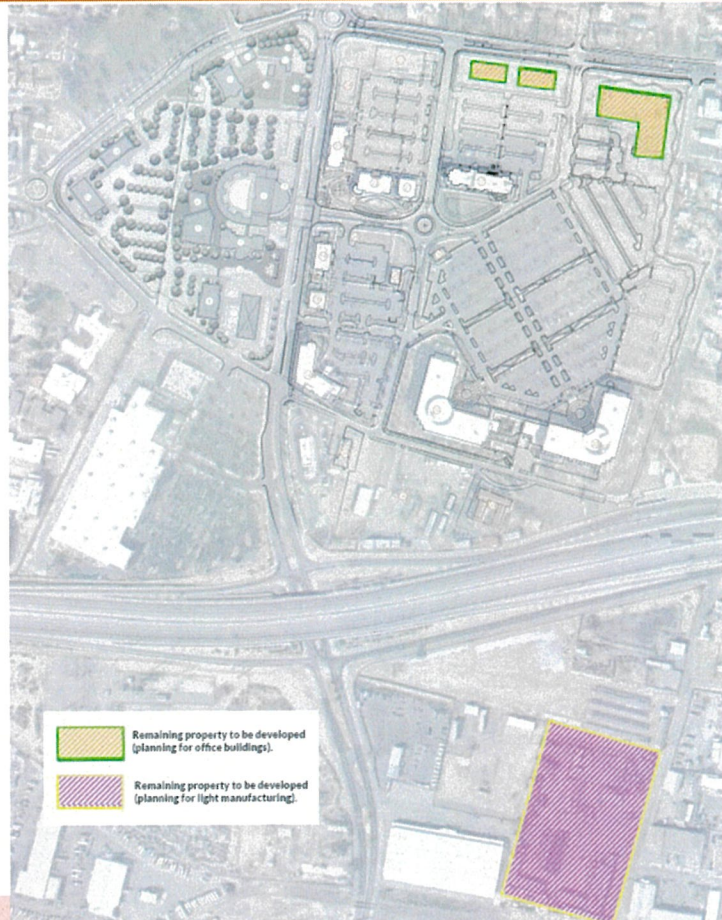 Remaining property to be developed
(planning for office buildings).
Remaining property to be developed
(planning for light manufacturing).